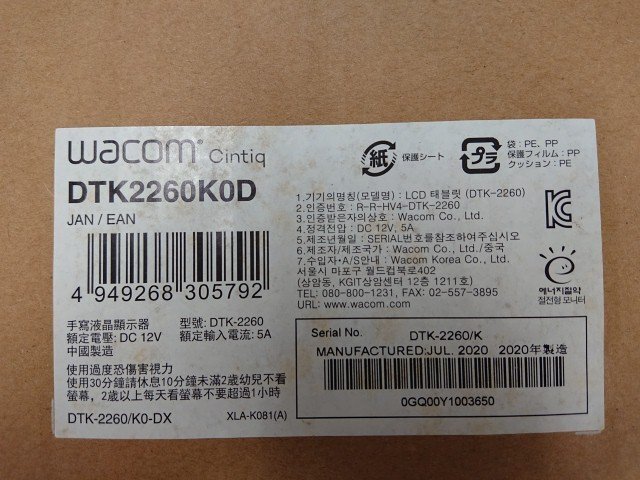 wacom Cintiq
DTK2260K0D
JAN / EAN
4 949268 305792
手寫液晶顯示器 型號: DTK-2260
額定電壓: DC 12V 額定輸入電流: 5A
中國製造
使用過度恐傷害視力
使用30分鐘請休息10分鐘未滿2歲幼兒不看
螢幕，2歲以上每天看螢幕不要超過1小時
DTK-2260/K0-DX XLA-K081(A)
紙 保護シート
プラ
袋: PE、PP
保護フィルム: PP
クッション: PE
1.기기의명칭(모델명) : LCD 태블릿 (DTK-2260)
2.인증번호 : R-R-HV4-DTK-2260
3.인증받은자의상호 : Wacom Co., Ltd.
4.정격전압 : DC 12V, 5A
5.제조년월일 : SERIAL번호를참조하여주십시오
6.제조자/제조국가 : Wacom Co., Ltd./중국
7.수입자+A/S안내 : Wacom Korea Co., Ltd./
서울시 마포구 월드컵북로402
(상암동, KGIT상암센터 12층 1211호)
TEL: 080-800-1231, FAX: 02-557-3895
URL: www.wacom.com
에너지절약
절전형 모니터
Serial No. DTK-2260/K
MANUFACTURED:JUL. 2020 2020年製造
0GQ00Y1003650